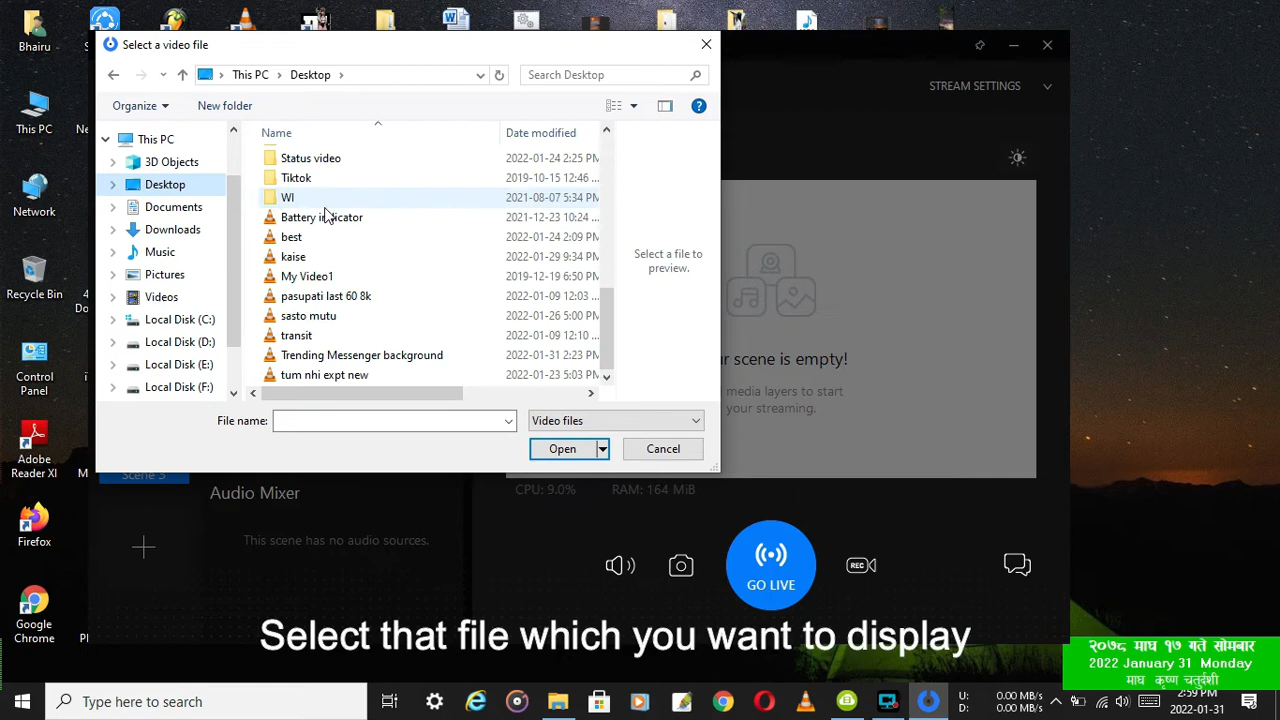 Bhairu
This PC
Network
Recycle Bin
Control
Panel
Adobe
Reader XI
Firefox
Google
Chrome
Select a video file
This PC
Desktop
Search Desktop
Organize
New folder
Name
Date modified
This PC
3D Objects
Desktop
Documents
Downloads
Music
Pictures
Videos
Local Disk (C:)
Local Disk (D:)
Local Disk (E:)
Local Disk (F:)
Status video 2022-01-24 2:25 PM
Tiktok 2019-10-15 12:46 ...
WI 2021-08-07 5:34 PM
Battery indicator 2021-12-23 10:24 ...
best 2022-01-24 2:09 PM
kaise 2022-01-29 9:34 PM
My Video1 2019-12-19 6:50 PM
pasupati last 60 8k 2022-01-09 12:03 ...
sasto mutu 2022-01-26 5:00 PM
transit 2022-01-09 12:10 ...
Trending Messenger background 2022-01-31 2:23 PM
tum nhi expt new 2022-01-23 5:03 PM
Select a file to
preview.
File name:
Video files
Open
Cancel
STREAM SETTINGS
r scene is empty!
media layers to start
your streaming.
Scene 3
Audio Mixer
This scene has no audio sources.
CPU: 9.0%
RAM: 164 MiB
REC
GO LIVE
Select that file which you want to display
२०७८ माघ १७ गते सोमबार
2022 January 31 Monday
माघ कृष्ण चतुर्दशी
Type here to search
U: 0.00 MB/s
D: 0.00 MB/s
2:59 PM
2022-01-31